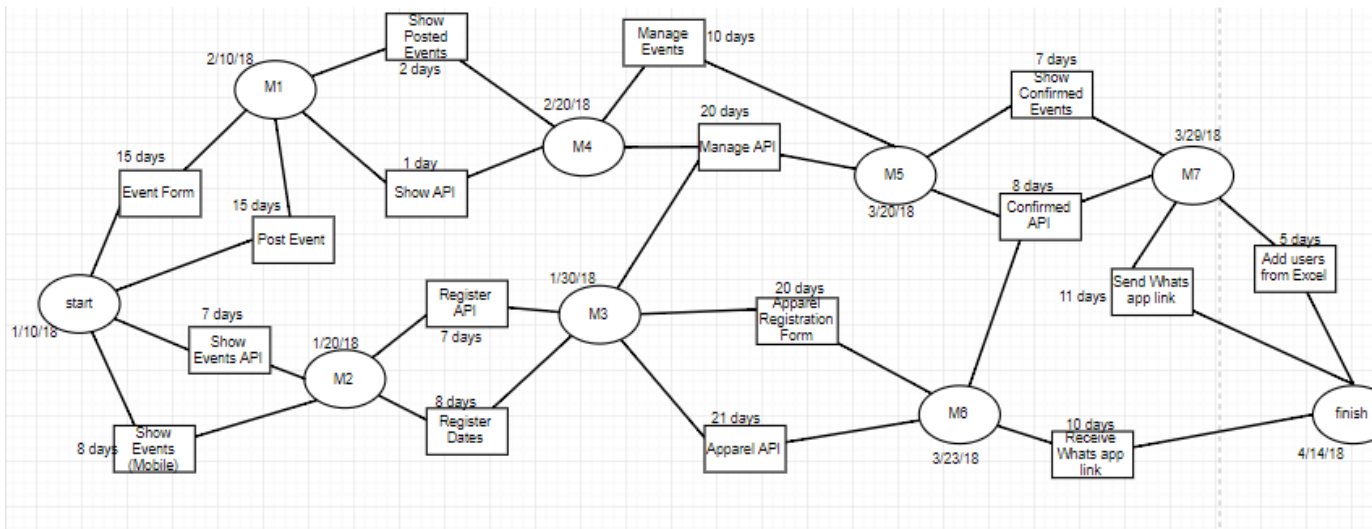 Show
Posted
Events
2 days
Manage
Events
10 days
7 days
Show
Confirmed
Events
2/10/18
M1
2/20/18
M4
20 days
Manage API
3/29/18
M7
15 days
Event Form
1 day
Show API
M5
3/20/18
8 days
Confirmed
API
15 days
Post Event
5 days
Add users
from Excel
start
1/10/18
Register
API
7 days
1/30/18
M3
20 days
Apparel
Registration
Form
11 days
Send Whats
app link
7 days
Show
Events API
1/20/18
M2
8 days
Register
Dates
21 days
Apparel API
M6
3/23/18
10 days
Receive
Whats app
link
finish
4/14/18
8 days
Show
Events
(Mobile)